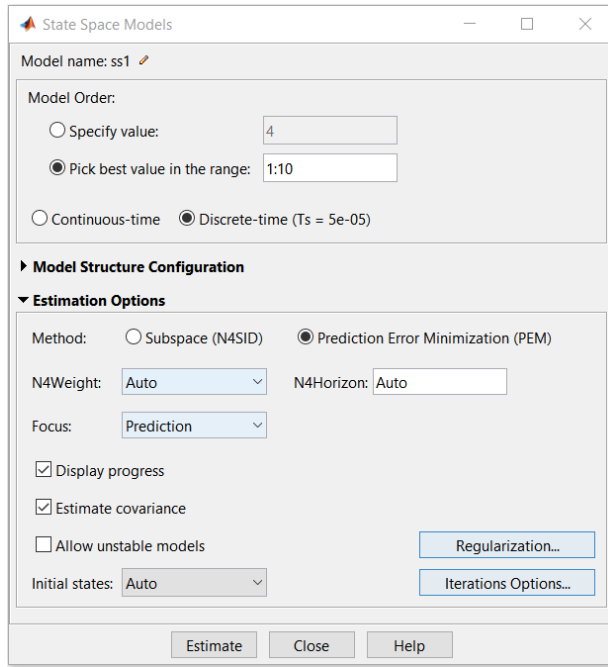 State Space Models
Model name: ss1
Model Order:
Specify value: 4
Pick best value in the range: 1:10
Continuous-time Discrete-time (Ts = 5e-05)
Model Structure Configuration
Estimation Options
Method: Subspace (N4SID) Prediction Error Minimization (PEM)
N4Weight: Auto N4Horizon: Auto
Focus: Prediction
Display progress
Estimate covariance
Allow unstable models Regularization...
Initial states: Auto Iterations Options...
Estimate Close Help